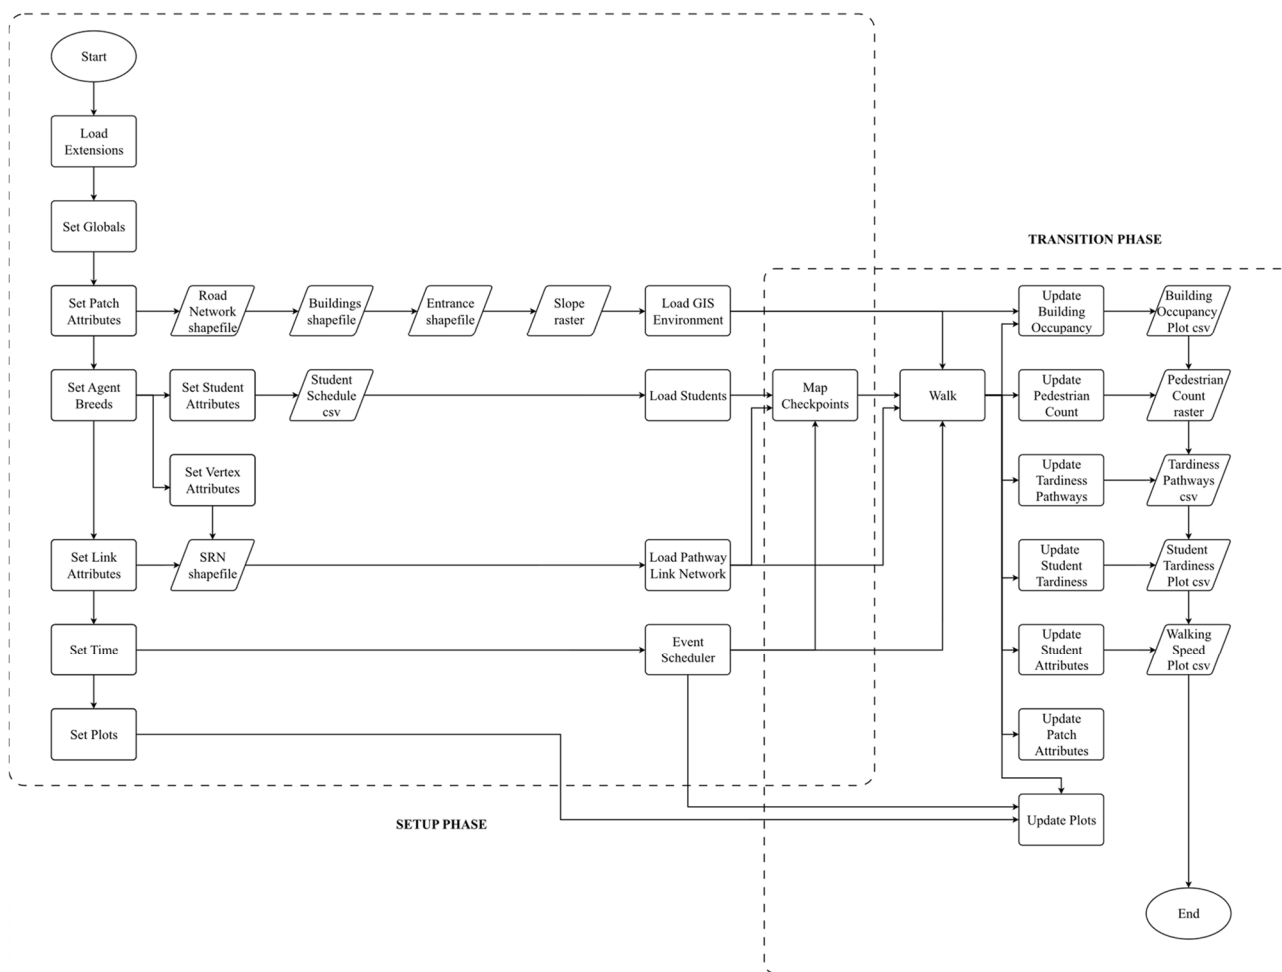 Start
Load
Extensions
Set Globals
TRANSITION PHASE
Set Patch
Attributes
Road
Network
shapefile
Buildings
shapefile
Entrance
shapefile
Slope
raster
Load GIS
Environment
Update
Building
Occupancy
Building
Occupancy
Plot csv
Set Agent
Breeds
Set Student
Attributes
Student
Schedule
csv
Load Students
Map
Checkpoints
Walk
Update
Pedestrian
Count
Pedestrian
Count
raster
Set Vertex
Attributes
Update
Tardiness
Pathways
Tardiness
Pathways
csv
Set Link
Attributes
SRN
shapefile
Load Pathway
Link Network
Update
Student
Tardiness
Student
Tardiness
Plot csv
Set Time
Event
Scheduler
Update
Student
Attributes
Walking
Speed
Plot csv
Set Plots
Update
Patch
Attributes
SETUP PHASE
Update Plots
End